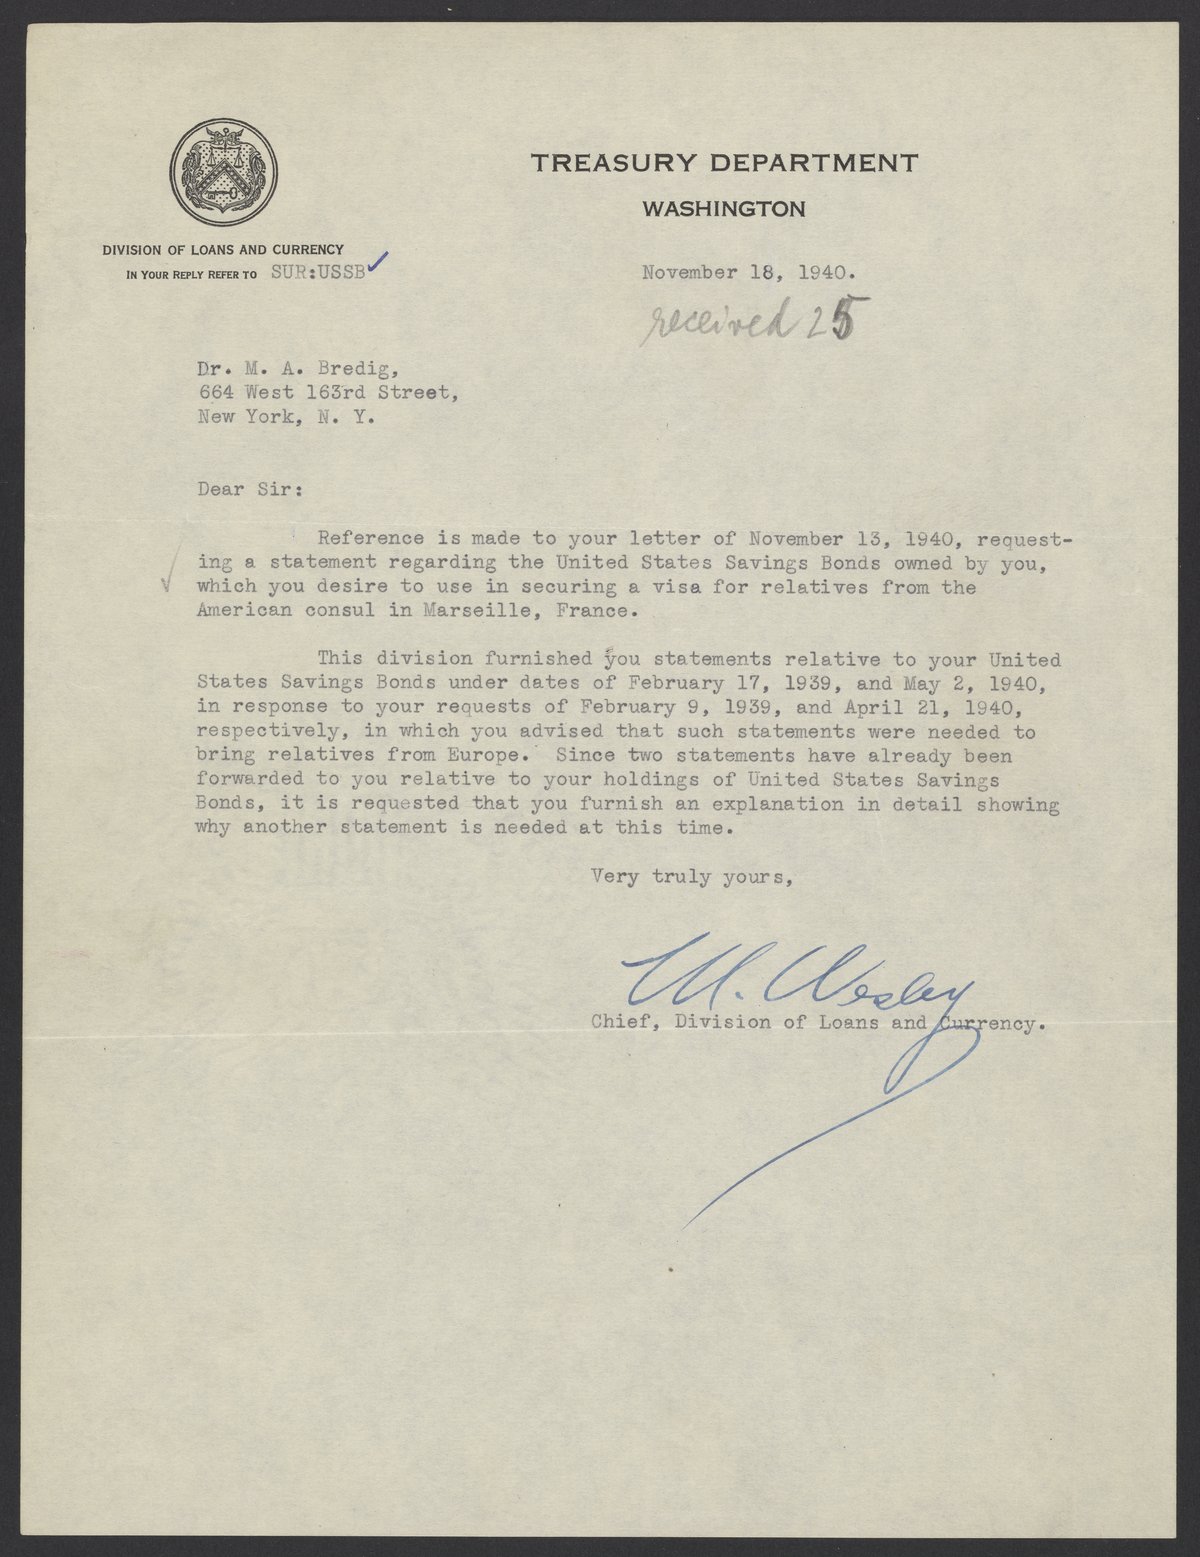 TREASURY DEPARTMENT
WASHINGTON
DIVISION OF LOANS AND CURRENCY
IN YOUR REPLY REFER TO SUR:USSB
November 18, 1940.
received 25
Dr. M. A. Bredig,
664 West 163rd Street,
New York, N. Y.
Dear Sir:
Reference is made to your letter of November 13, 1940, request-
ing a statement regarding the United States Savings Bonds owned by you,
which you desire to use in securing a visa for relatives from the
American consul in Marseille, France.
This division furnished you statements relative to your United
States Savings Bonds under dates of February 17, 1939, and May 2, 1940,
in response to your requests of February 9, 1939, and April 21, 1940,
respectively, in which you advised that such statements were needed to
bring relatives from Europe. Since two statements have already been
forwarded to you relative to your holdings of United States Savings
Bonds, it is requested that you furnish an explanation in detail showing
why another statement is needed at this time.
Very truly yours,
M. Wesley
Chief, Division of Loans and Currency.